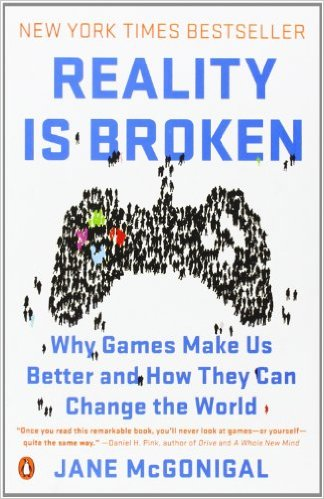 NEW YORK TIMES BESTSELLER
REALITY
IS BROKEN
Why Games Make Us
Better and How They Can
Change the World
"Once you read this remarkable book, you'll never look at games—or yourself—
quite the same way." —Daniel H. Pink, author of Drive and A Whole New Mind
JANE McGONIGAL